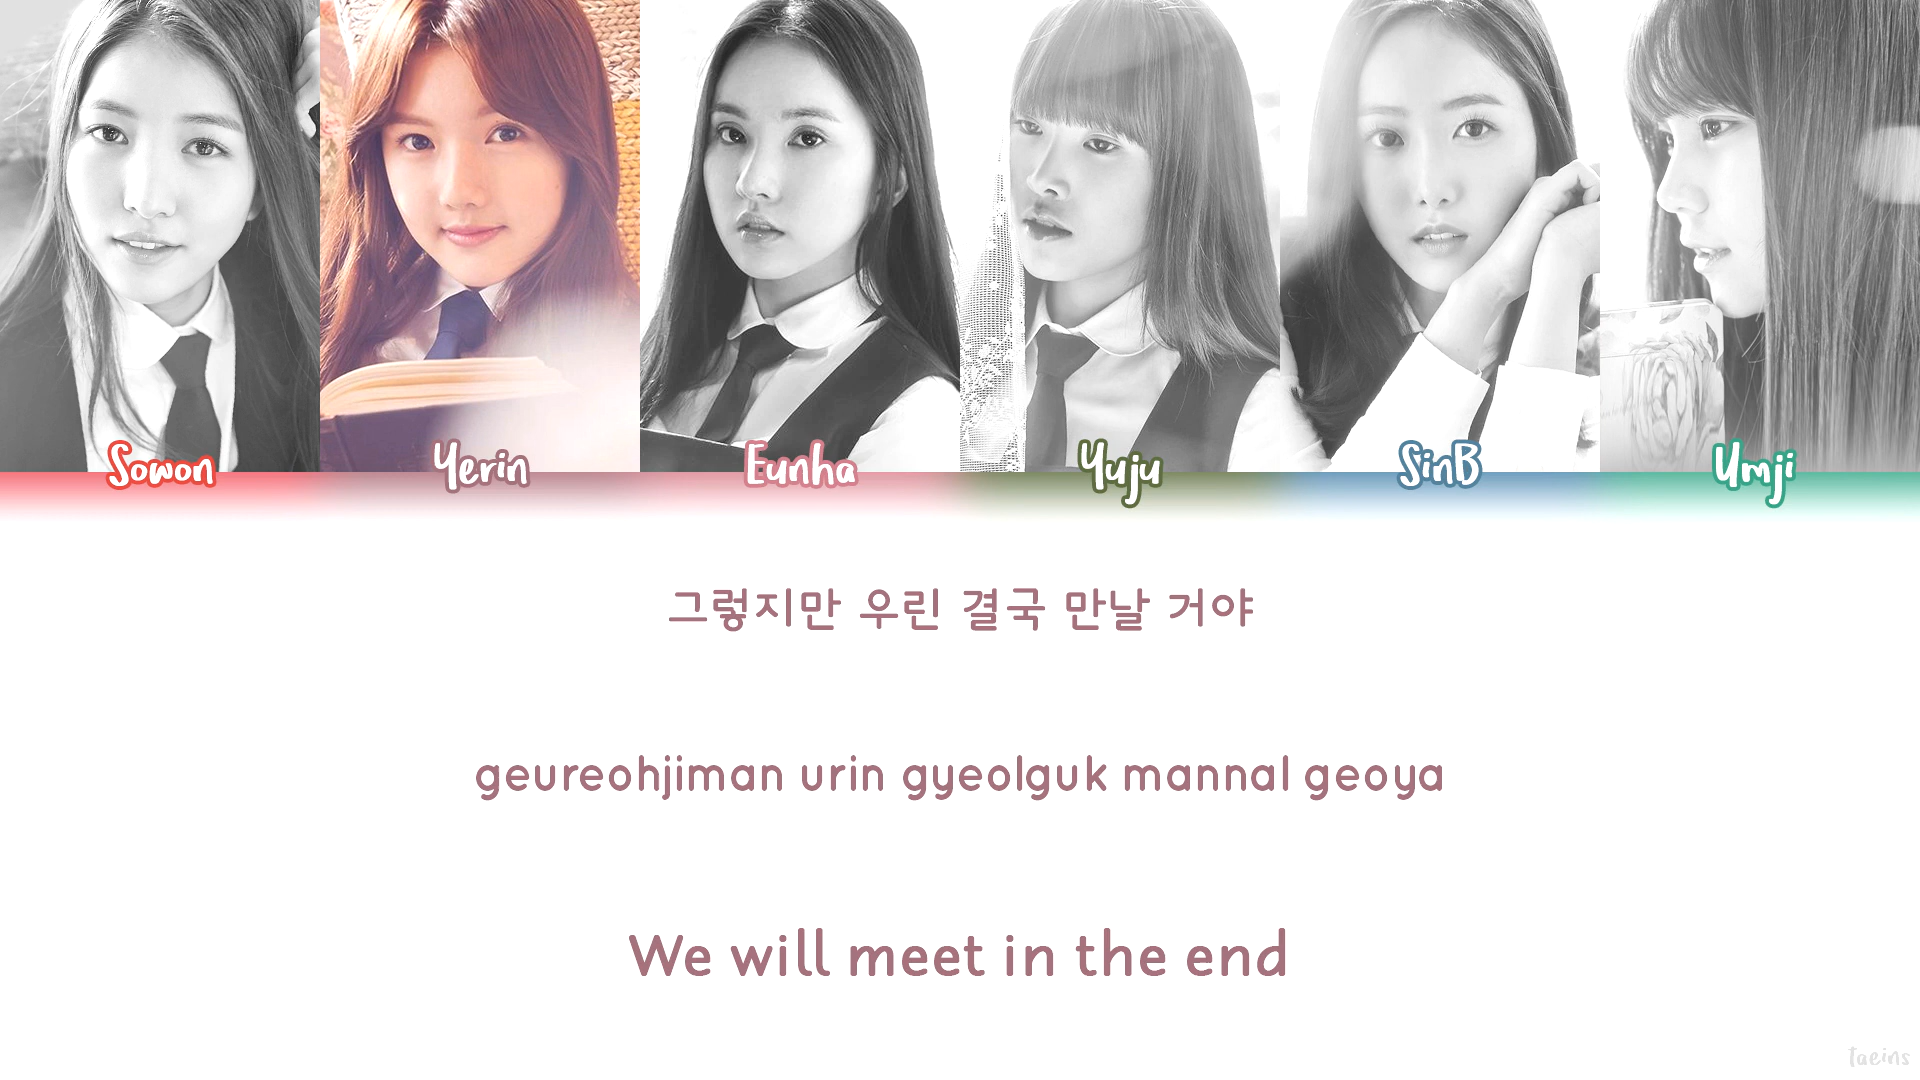 Sowon Yerin Eunha Yuju SinB Umji
그렇지만 우린 결국 만날 거야
geureohjiman urin gyeolguk mannal geoya
We will meet in the end
taeins